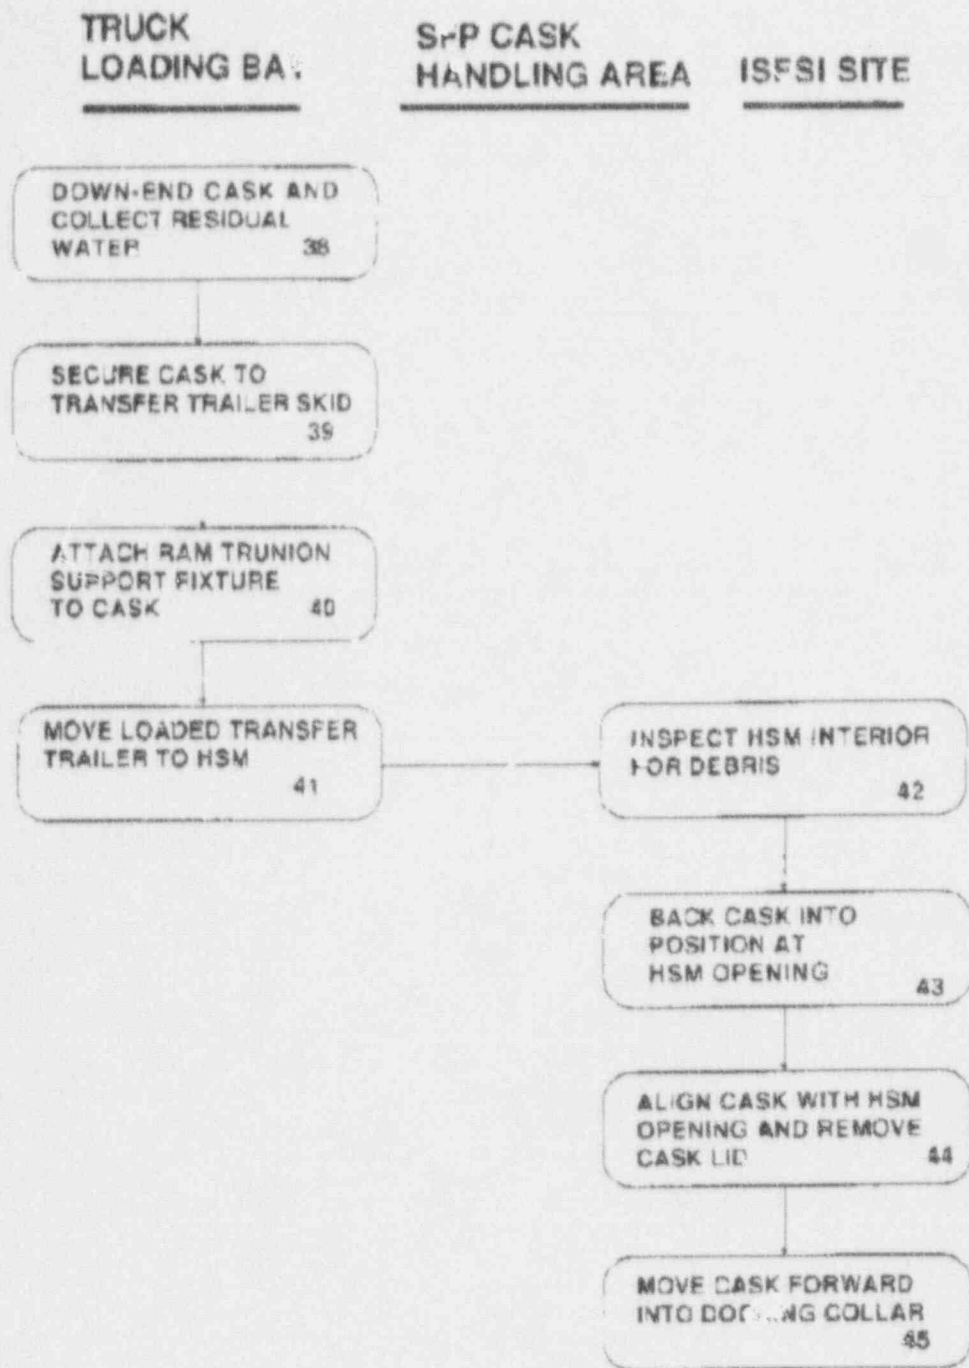 TRUCK
LOADING BA
CASK
HANDLING AREA
ISFSI SITE
DOWN-END CASK AND
COLLECT RESIDUAL
WATER 38
SECURE CASK TO
TRANSFER TRAILER SKID
39
ATTACH RAM TRUNION
SUPPORT FIXTURE
TO CASK 40
MOVE LOADED TRANSFER
TRAILER TO HSM
41
INSPECT HSM INTERIOR
FOR DEBRIS
42
BACK CASK INTO
POSITION AT
HSM OPENING 43
ALIGN CASK WITH HSM
OPENING AND REMOVE
CASK LID 44
MOVE CASK FORWARD
INTO COLLAR
45